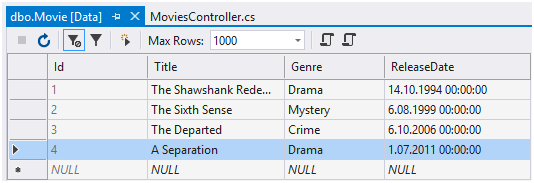 dbo.Movie [Data] MoviesController.cs
Max Rows: 1000
Id Title Genre ReleaseDate
1 The Shawshank Rede... Drama 14.10.1994 00:00:00
2 The Sixth Sense Mystery 6.08.1999 00:00:00
3 The Departed Crime 6.10.2006 00:00:00
4 A Separation Drama 1.07.2011 00:00:00
NULL NULL NULL NULL